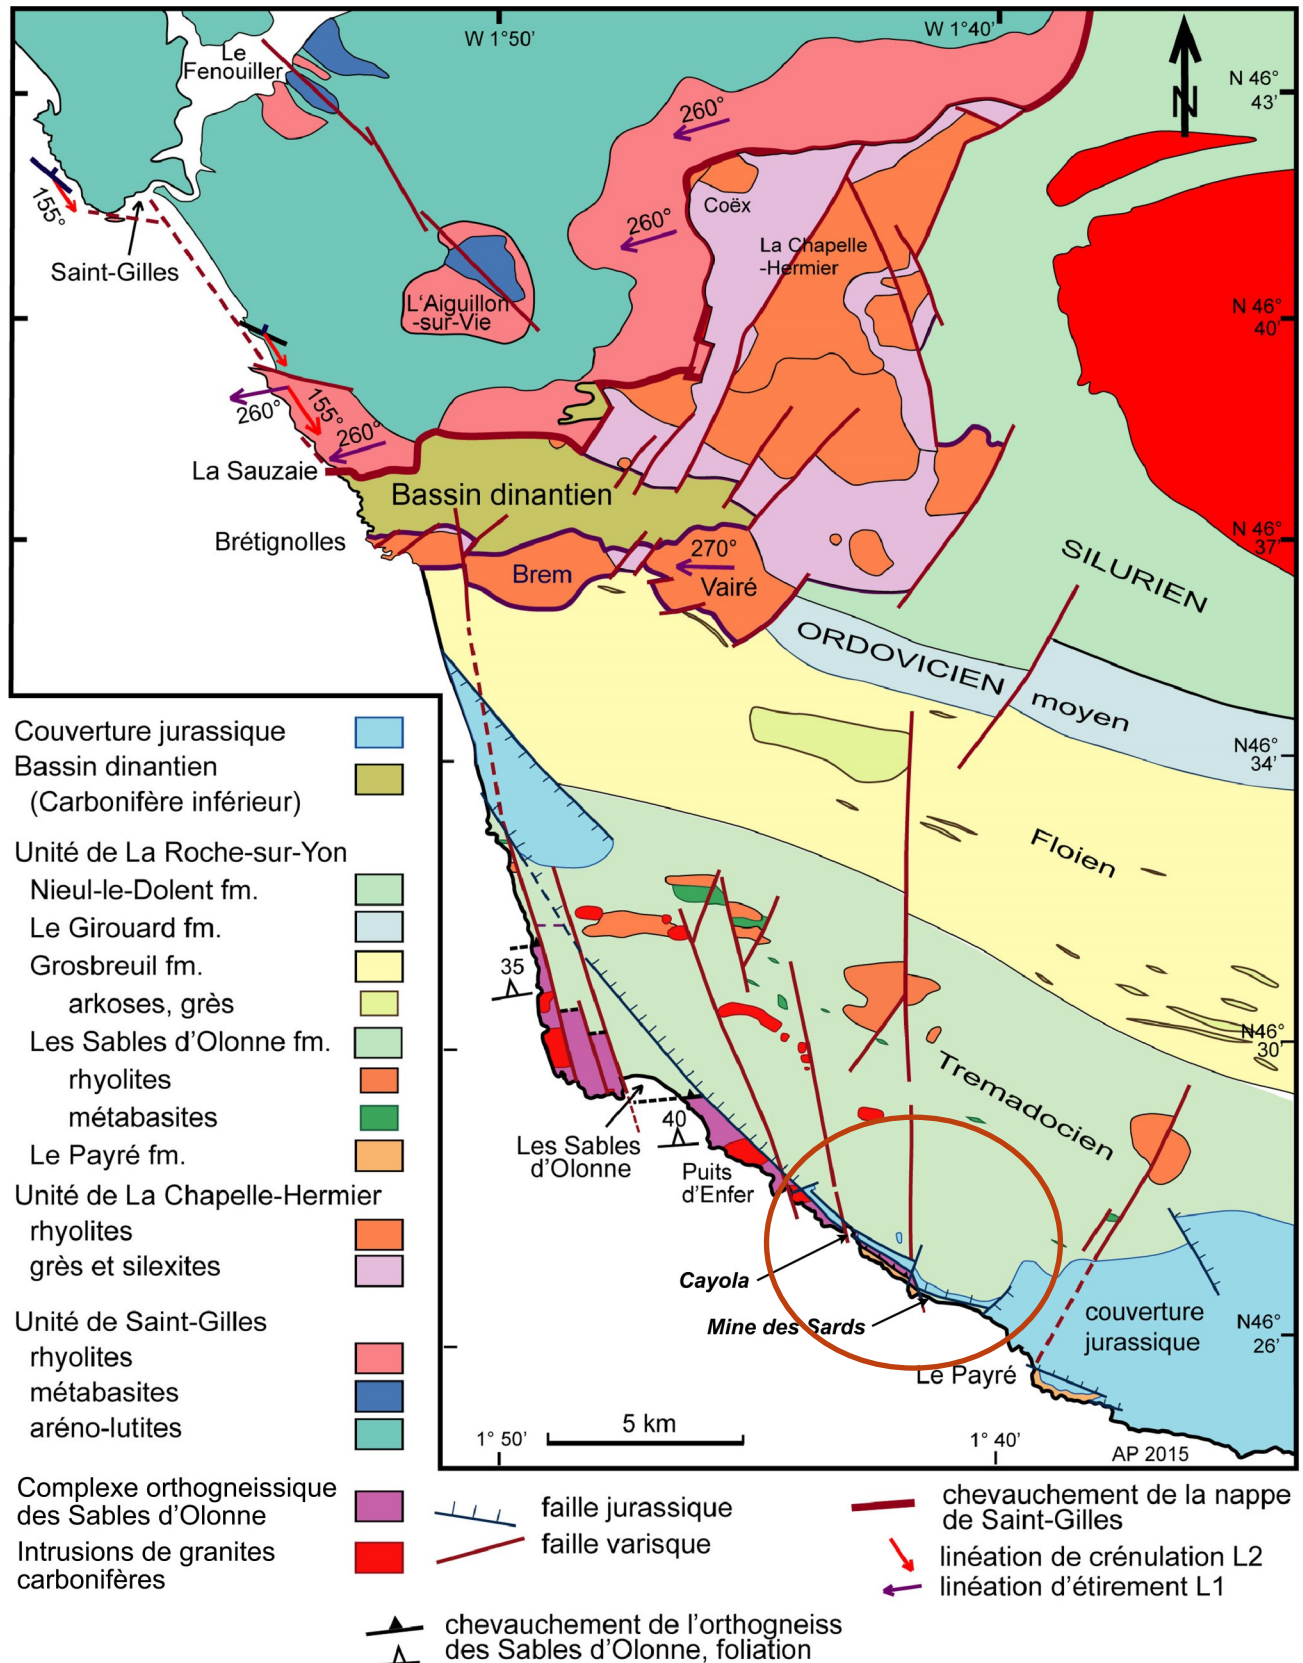 W 1°50'
W 1°40'
Le
Fenouiller
N 46°
43'
260°
N
155°
Coëx
260°
La Chapelle
-Hermier
Saint-Gilles
L'Aiguillon
-sur-Vie
N 46°
40'
260°
155°
260°
La Sauzaie
Bassin dinantien
Brétignolles
270°
Brem
Vairé
N 46°
37'
SILURIEN
ORDOVICIEN moyen
N46°
34'
Floien
35
N46°
30'
Tremadocien
40
Les Sables
d'Olonne
Puits
d'Enfer
Cayola
Mine des Sards
couverture
jurassique
N46°
26'
Le Payré
5 km
1° 50'
1° 40'
AP 2015
Couverture jurassique
Bassin dinantien
(Carbonifère inférieur)
Unité de La Roche-sur-Yon
Nieul-le-Dolent fm.
Le Girouard fm.
Grosbreuil fm.
arkoses, grès
Les Sables d'Olonne fm.
rhyolites
métabasites
Le Payré fm.
Unité de La Chapelle-Hermier
rhyolites
grès et silexites
Unité de Saint-Gilles
rhyolites
métabasites
aréno-lutites
Complexe orthogneissique
des Sables d'Olonne
Intrusions de granites
carbonifères
faille jurassique
faille varisque
chevauchement de la nappe
de Saint-Gilles
linéation de crénulation L2
linéation d'étirement L1
chevauchement de l'orthogneiss
des Sables d'Olonne, foliation